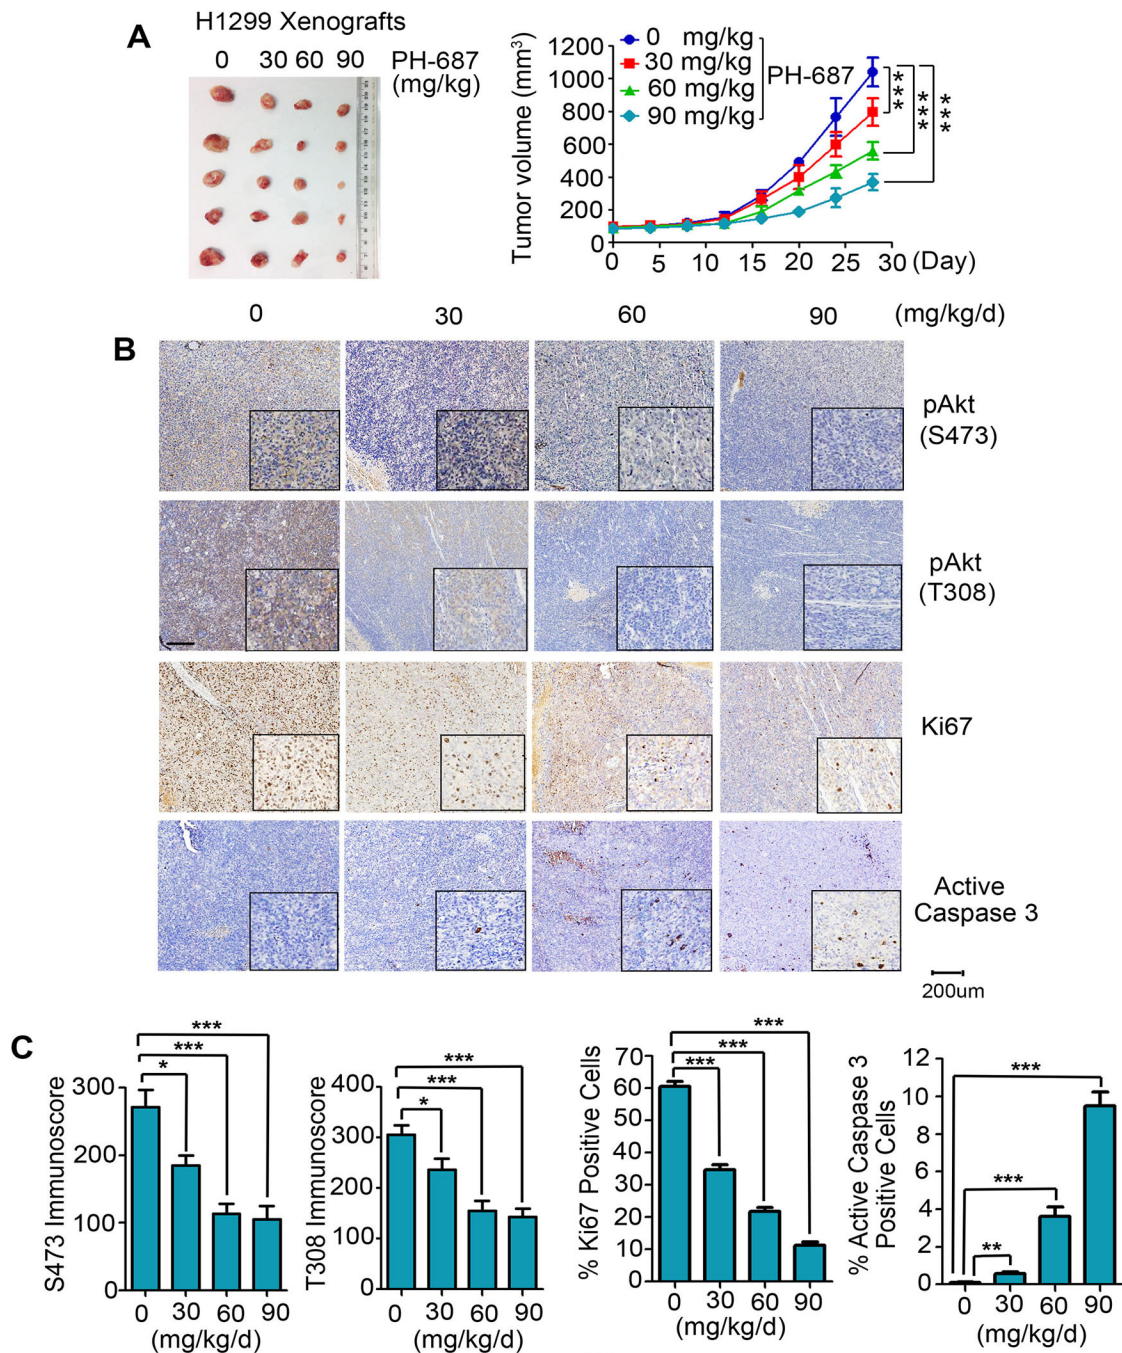 A
H1299 Xenografts
0 30 60 90 PH-687
(mg/kg)
Tumor volume (mm³)
1200
1000
800
600
400
200
0
0 5 10 15 20 25 30 (Day)
0 mg/kg
30 mg/kg
60 mg/kg
90 mg/kg
PH-687
***
***
***
0 30 60 90 (mg/kg/d)
B
pAkt
(S473)
pAkt
(T308)
Ki67
Active
Caspase 3
200um
C
S473 Immunoscore
300
200
100
0
***
***
*
0 30 60 90
(mg/kg/d)
T308 Immunoscore
400
300
200
100
0
***
***
*
0 30 60 90
(mg/kg/d)
% Ki67 Positive Cells
70
60
50
40
30
20
10
0
***
***
***
0 30 60 90
(mg/kg/d)
% Active Caspase 3
Positive Cells
12
10
8
6
4
2
0
***
***
**
0 30 60 90
(mg/kg/d)